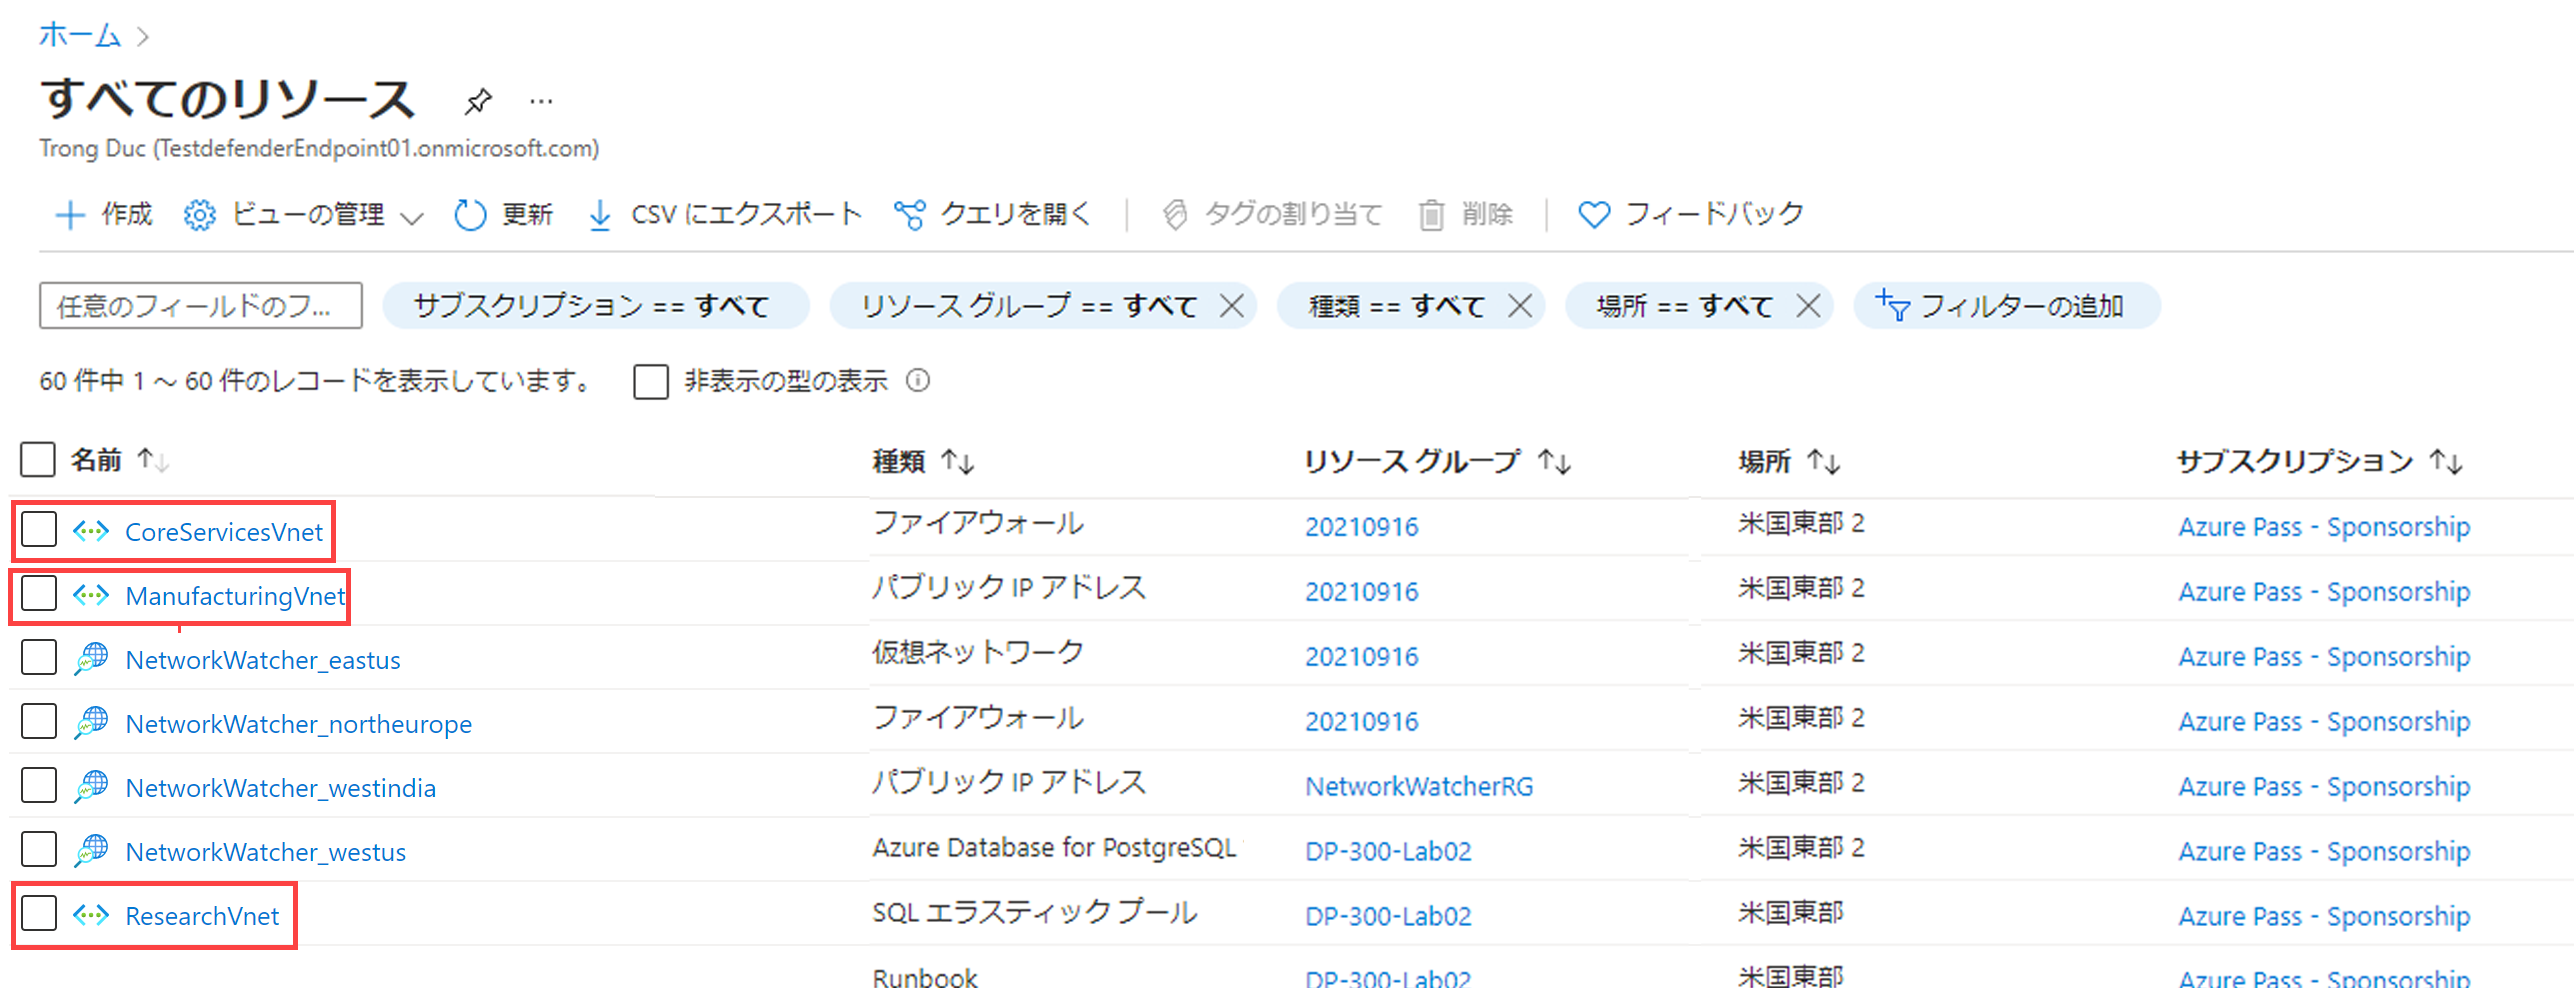 ホーム
すべてのリソース ...
Trong Duc (TestdefenderEndpoint01.onmicrosoft.com)
作成 ビューの管理 更新 CSV にエクスポート クエリを開く タグの割り当て 削除 フィードバック
任意のフィールドのフ... サブスクリプション == すべて リソース グループ == すべて 種類 == すべて 場所 == すべて フィルターの追加
60 件中 1 ～ 60 件のレコードを表示しています。 非表示の型の表示
名前 種類 リソース グループ 場所 サブスクリプション
CoreServicesVnet ファイアウォール 20210916 米国東部 2 Azure Pass - Sponsorship
ManufacturingVnet パブリック IP アドレス 20210916 米国東部 2 Azure Pass - Sponsorship
NetworkWatcher_eastus 仮想ネットワーク 20210916 米国東部 2 Azure Pass - Sponsorship
NetworkWatcher_northeurope ファイアウォール 20210916 米国東部 2 Azure Pass - Sponsorship
NetworkWatcher_westindia パブリック IP アドレス NetworkWatcherRG 米国東部 2 Azure Pass - Sponsorship
NetworkWatcher_westus Azure Database for PostgreSQL DP-300-Lab02 米国東部 2 Azure Pass - Sponsorship
ResearchVnet SQL エラスティック プール DP-300-Lab02 米国東部 Azure Pass - Sponsorship
Runbook DP-300-Lab02 米国東部 Azure Pass - Sponsorship